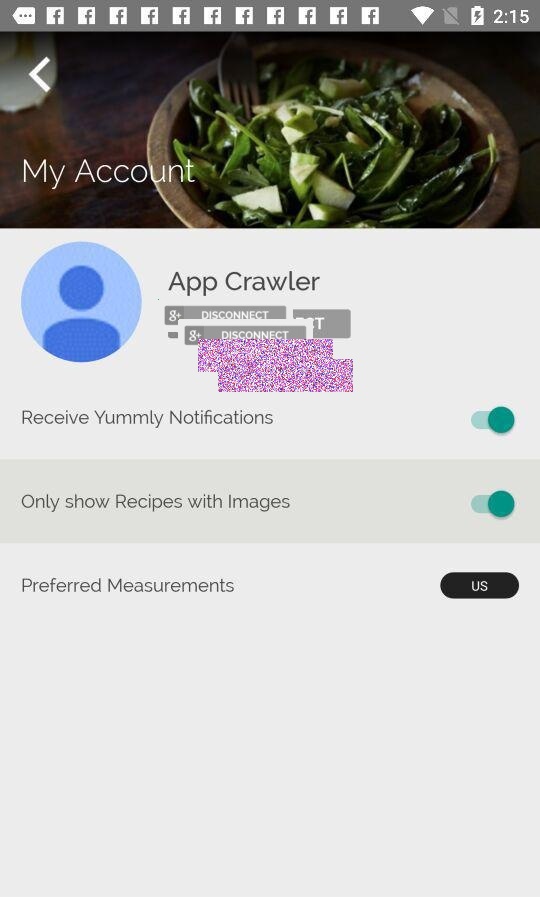 2:15
My Account
App Crawler
g+ DISCONNECT
g+ DISCONNECT
Receive Yummly Notifications
Only show Recipes with Images
Preferred Measurements
US